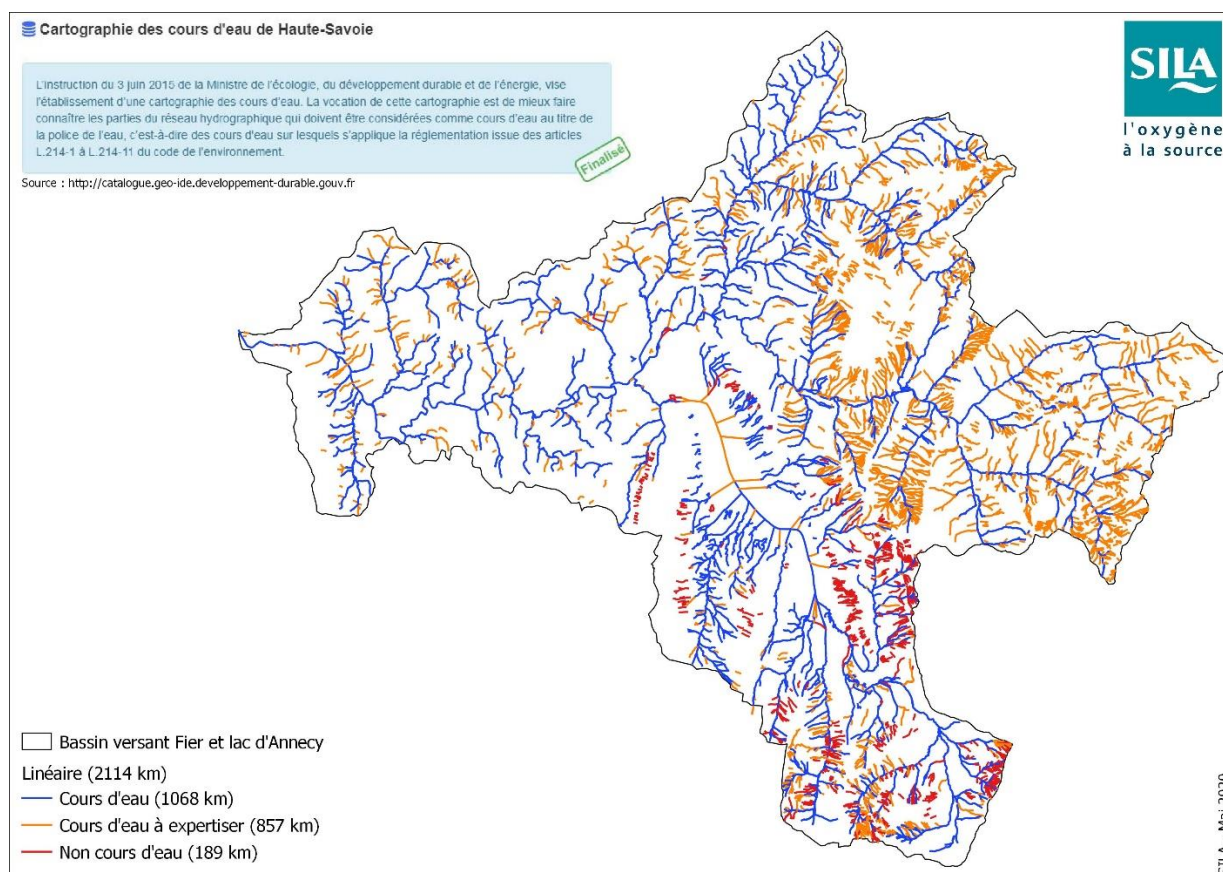 Cartographie des cours d'eau de Haute-Savoie
L'instruction du 3 juin 2015 de la Ministre de l'écologie, du développement durable et de l'énergie, vise
l'établissement d'une cartographie des cours d'eau. La vocation de cette cartographie est de mieux faire
connaître les parties du réseau hydrographique qui doivent être considérées comme cours d'eau au titre de
la police de l'eau, c'est-à-dire des cours d'eau sur lesquels s'applique la réglementation issue des articles
L.214-1 à L.214-11 du code de l'environnement.
Finalisé
Source : http://catalogue.geo-ide.developpement-durable.gouv.fr
SILA
l'oxygène
à la source
Bassin versant Fier et lac d'Annecy
Linéaire (2114 km)
Cours d'eau (1068 km)
Cours d'eau à expertiser (857 km)
Non cours d'eau (189 km)
SILA - Mai 2020